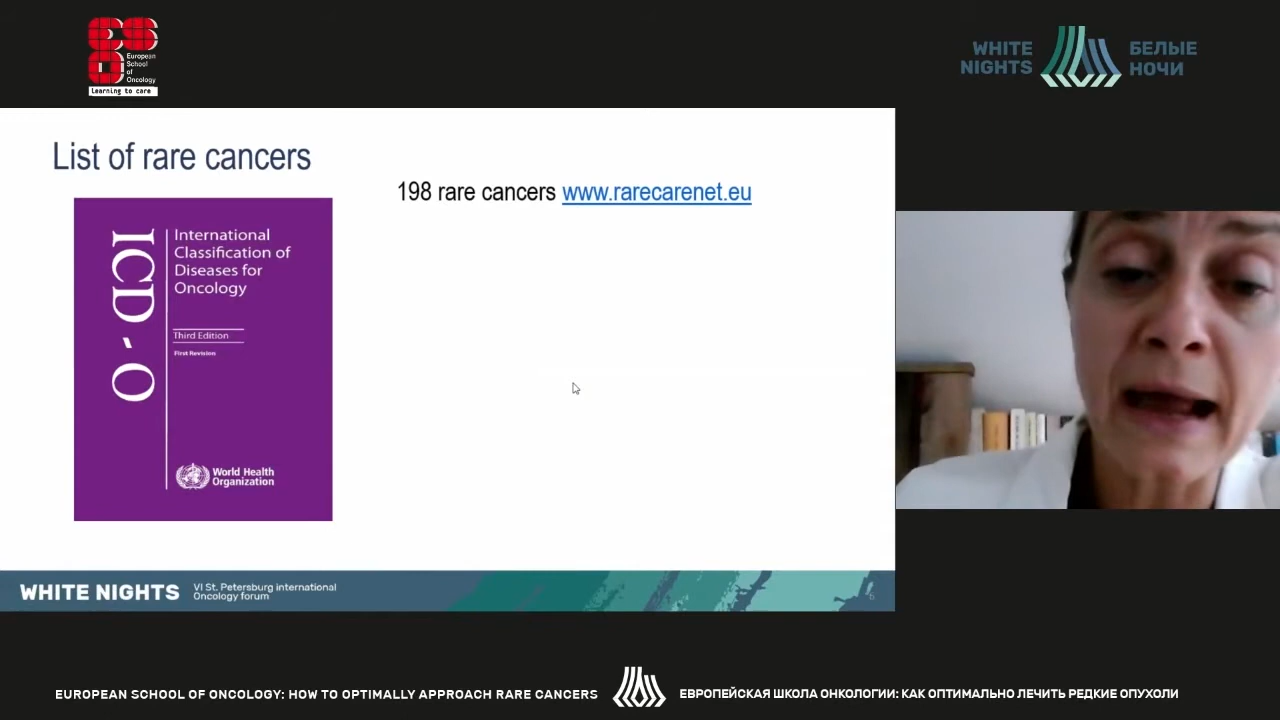 European
School
of
Oncology
Learning to care
WHITE
NIGHTS
БЕЛЫЕ
НОЧИ
List of rare cancers
198 rare cancers www.rarecarenet.eu
ICD-O
International
Classification of
Diseases for
Oncology
Third Edition
First Revision
World Health
Organization
WHITE NIGHTS
VI St. Petersburg international
Oncology forum
6
EUROPEAN SCHOOL OF ONCOLOGY: HOW TO OPTIMALLY APPROACH RARE CANCERS
ЕВРОПЕЙСКАЯ ШКОЛА ОНКОЛОГИИ: КАК ОПТИМАЛЬНО ЛЕЧИТЬ РЕДКИЕ ОПУХОЛИ